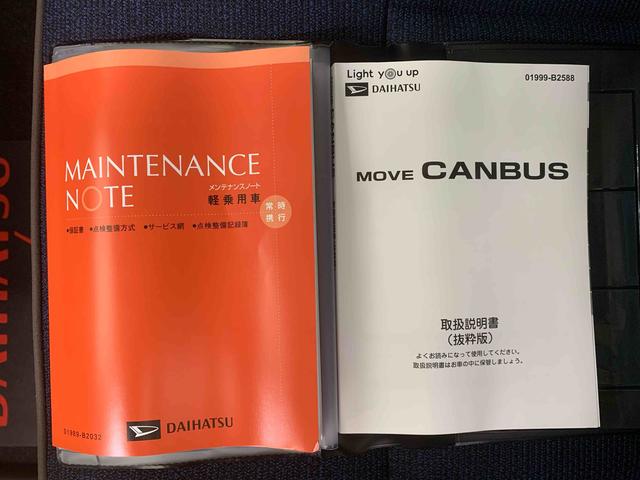 MAINTENANCE
NOTE
メンテナンスノート
軽乗用車
常時
携行
●保証書 ●点検整備方式 ●サービス網 ●点検整備記録簿
01989-B2032
DAIHATSU
Light you up
DAIHATSU
01999-B2588
MOVE CANBUS
取扱説明書
(抜粋版)
よくお読みになって使用してください。
取扱説明書はお車の中に保管しましょう。
DAIHATSU